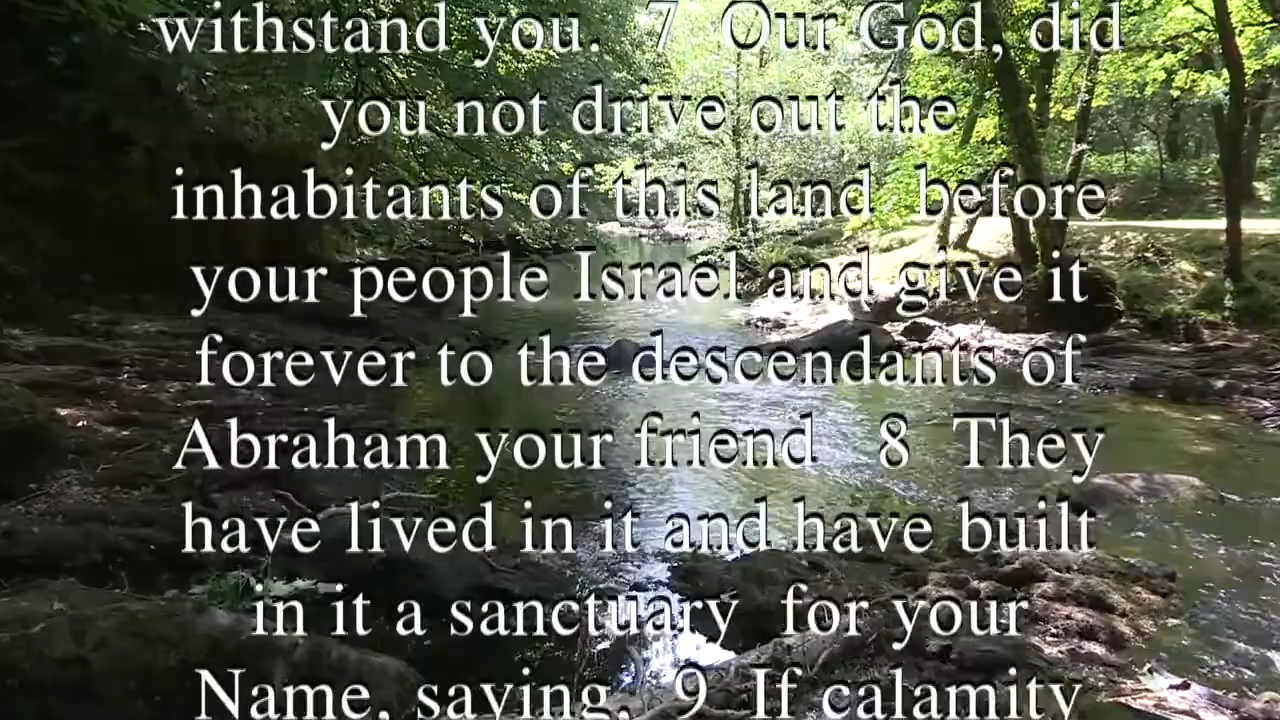 withstand you. 7 Our God, did
you not drive out the
inhabitants of this land before
your people Israel and give it
forever to the descendants of
Abraham your friend 8 They
have lived in it and have built
in it a sanctuary for your
Name, saying, 9 If calamity